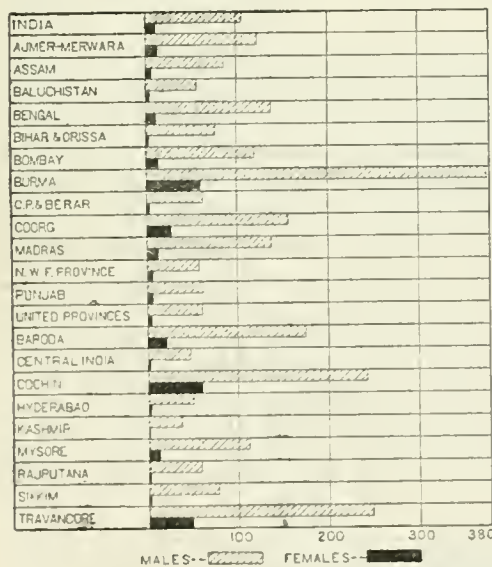 INDIA
AJMER-MERWARA
ASSAM
BALUCHISTAN
BENGAL
BIHAR & ORISSA
BOMBAY
BURMA
C.P. & BERAR
COORG
MADRAS
N.W.F. PROVINCE
PUNJAB
UNITED PROVINCES
BARODA
CENTRAL INDIA
COCHIN
HYDERABAD
KASHMIR
MYSORE
RAJPUTANA
SIKKIM
TRAVANCORE
100 200 300 380
MALES-- FEMALES--